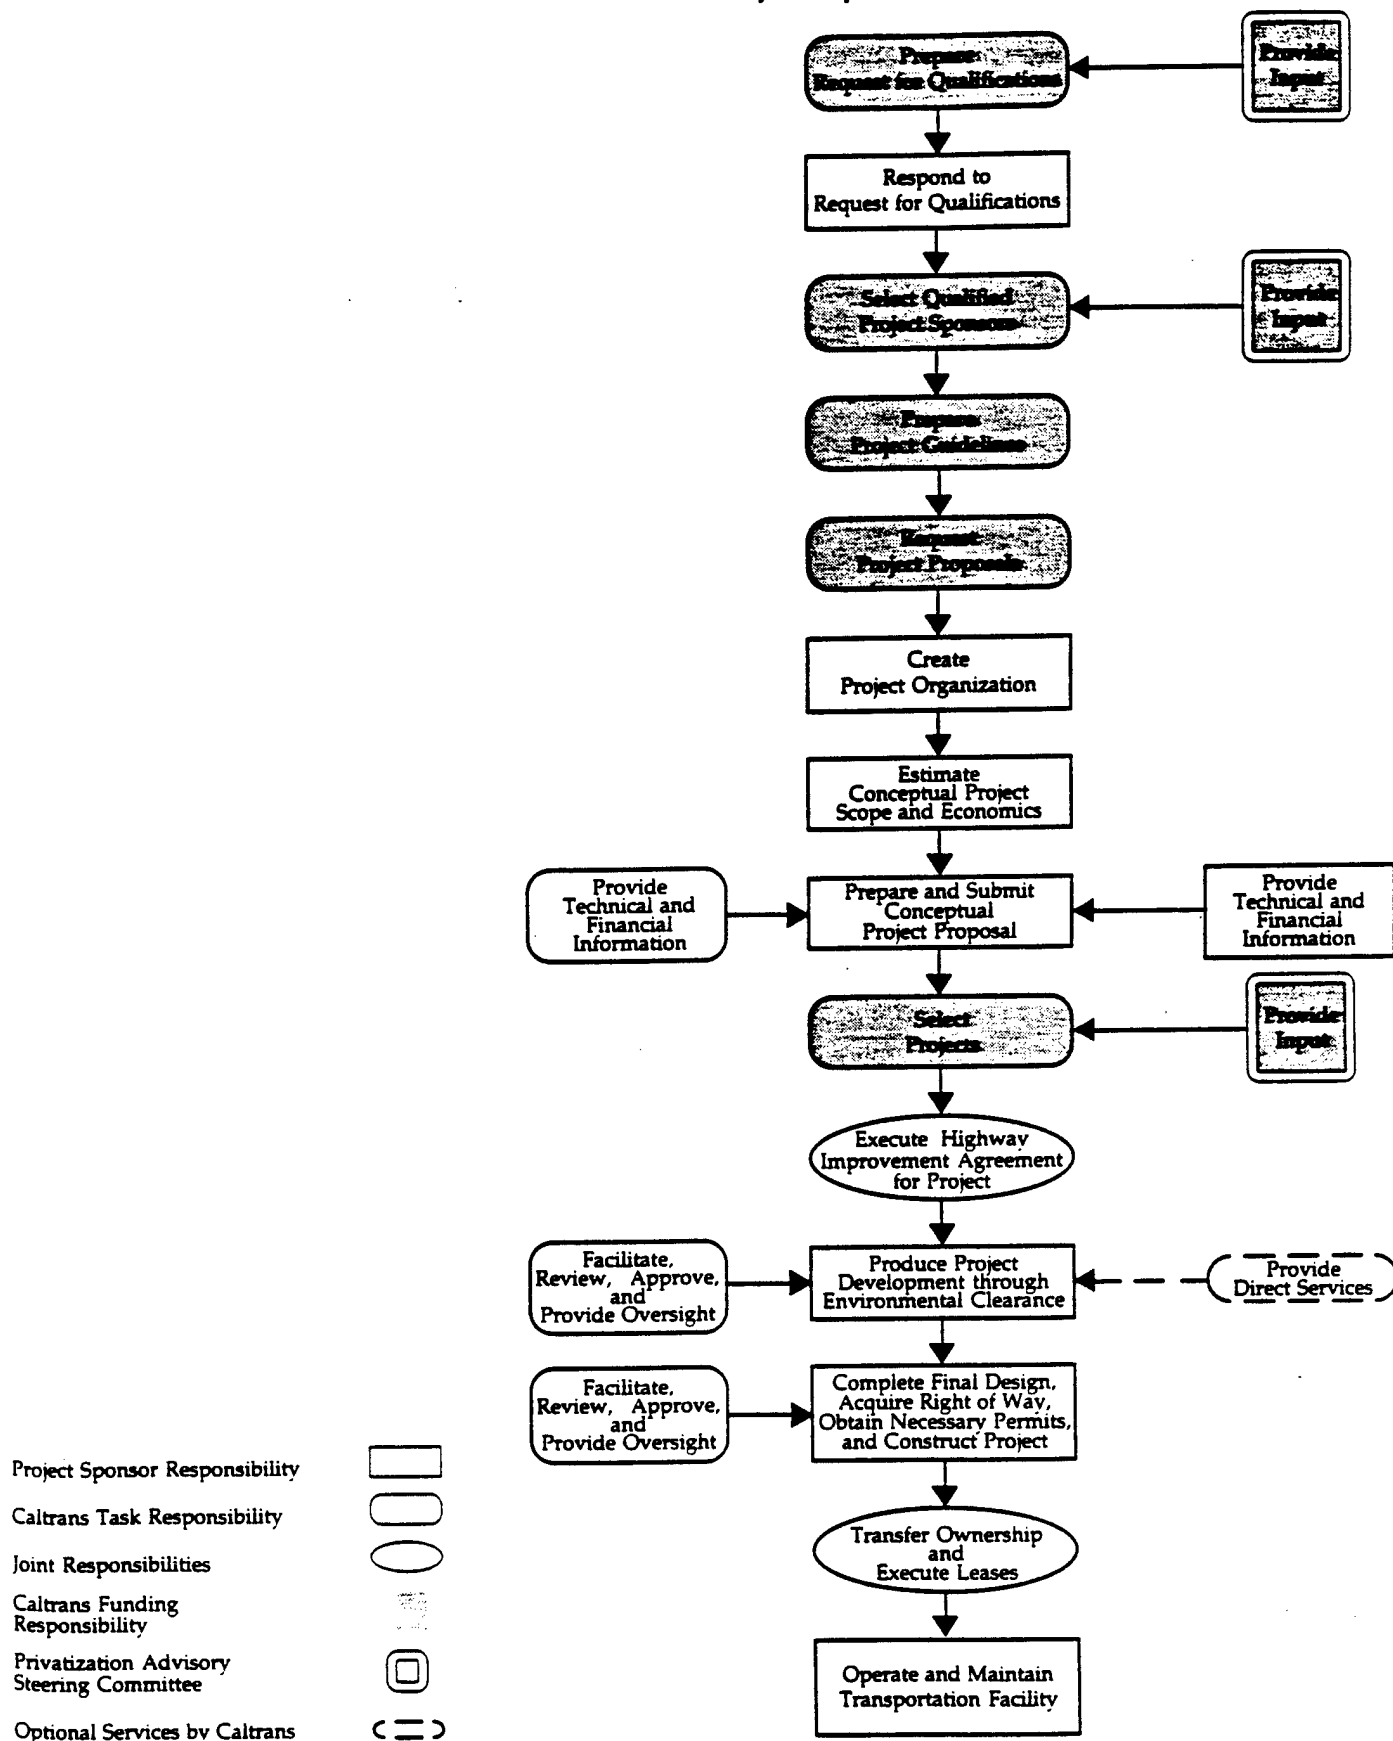 Prepare
Request for Qualifications
Provide
Input
Respond to
Request for Qualifications
Select Qualified
Project Sponsors
Provide
Input
Prepare
Project Guidelines
Request
Project Proposals
Create
Project Organization
Estimate
Conceptual Project
Scope and Economics
Provide
Technical and
Financial
Information
Prepare and Submit
Conceptual
Project Proposal
Provide
Technical and
Financial
Information
Select
Projects
Provide
Input
Execute Highway
Improvement Agreement
for Project
Facilitate,
Review, Approve,
and
Provide Oversight
Produce Project
Development through
Environmental Clearance
Provide
Direct Services
Facilitate,
Review, Approve,
and
Provide Oversight
Complete Final Design,
Acquire Right of Way,
Obtain Necessary Permits,
and Construct Project
Transfer Ownership
and
Execute Leases
Operate and Maintain
Transportation Facility
Project Sponsor Responsibility
Caltrans Task Responsibility
Joint Responsibilities
Caltrans Funding
Responsibility
Privatization Advisory
Steering Committee
Optional Services by Caltrans